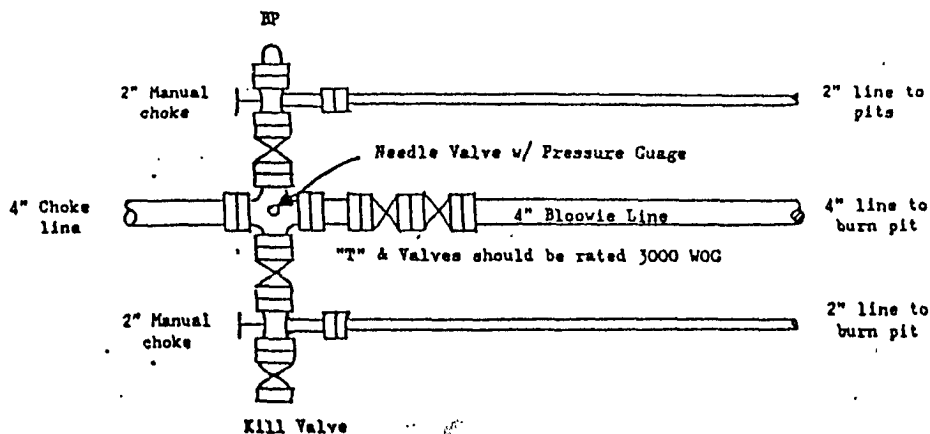 BP
2" Manual
choke
2" line to
pits
Needle Valve w/ Pressure Guage
4" Choke
lina
4" Bloowie Line
4" line to
burn pit
"T" & Valves should be rated 3000 WOG
2" Manual
choke
2" line to
burn pit
Kill Valve